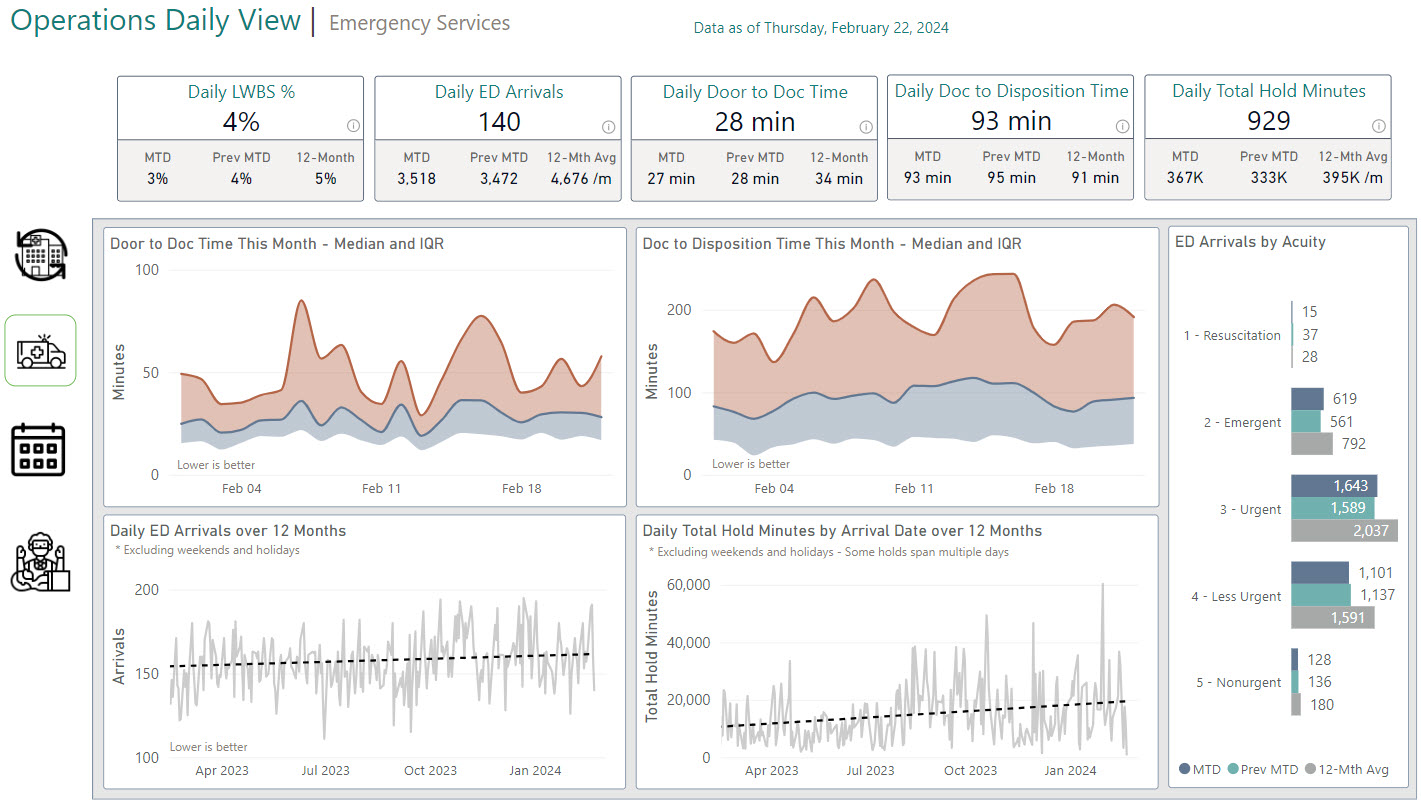 Operations Daily View | Emergency Services
Data as of Thursday, February 22, 2024
Daily LWBS %
4%
MTD Prev MTD 12-Month
3% 4% 5%
Daily ED Arrivals
140
MTD Prev MTD 12-Mth Avg
3,518 3,472 4,676 /m
Daily Door to Doc Time
28 min
MTD Prev MTD 12-Month
27 min 28 min 34 min
Daily Doc to Disposition Time
93 min
MTD Prev MTD 12-Month
93 min 95 min 91 min
Daily Total Hold Minutes
929
MTD Prev MTD 12-Mth Avg
367K 333K 395K /m
Door to Doc Time This Month - Median and IQR
Minutes
100
50
0
Lower is better
Feb 04 Feb 11 Feb 18
Doc to Disposition Time This Month - Median and IQR
Minutes
200
100
0
Lower is better
Feb 04 Feb 11 Feb 18
Daily ED Arrivals over 12 Months
* Excluding weekends and holidays
Arrivals
200
150
100
Lower is better
Apr 2023 Jul 2023 Oct 2023 Jan 2024
Daily Total Hold Minutes by Arrival Date over 12 Months
* Excluding weekends and holidays - Some holds span multiple days
Total Hold Minutes
60,000
40,000
20,000
0
Apr 2023 Jul 2023 Oct 2023 Jan 2024
ED Arrivals by Acuity
1 - Resuscitation
15
37
28
2 - Emergent
619
561
792
3 - Urgent
1,643
1,589
2,037
4 - Less Urgent
1,101
1,137
1,591
5 - Nonurgent
128
136
180
MTD Prev MTD 12-Mth Avg